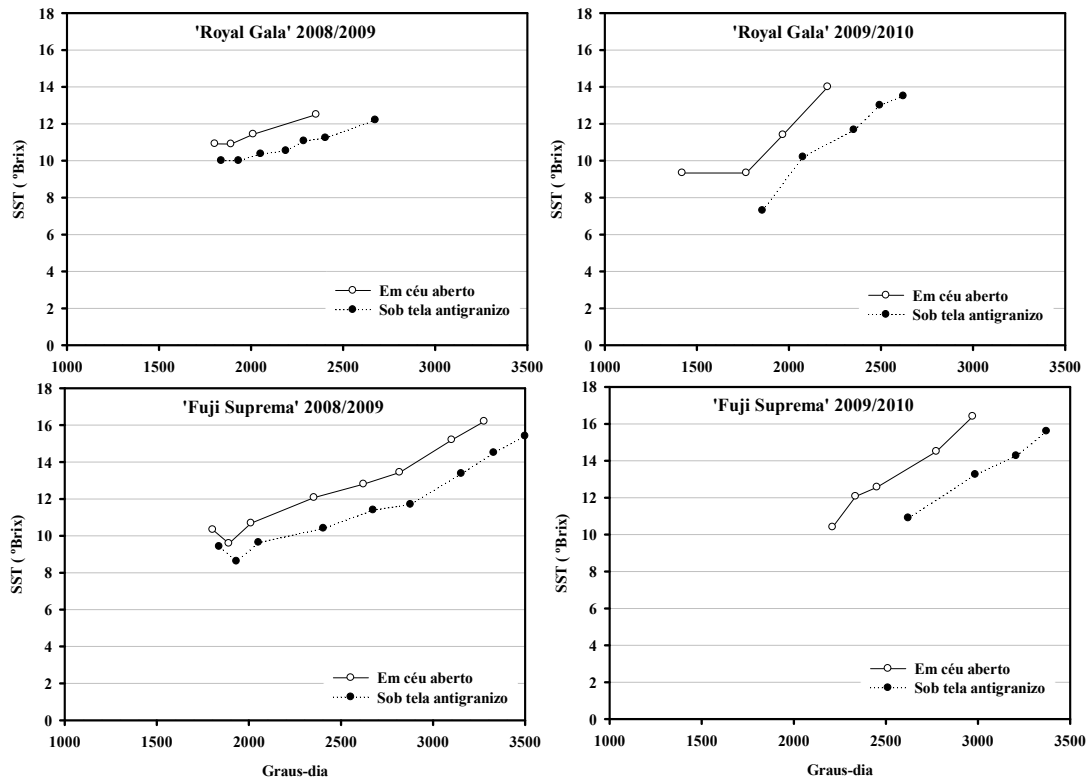 'Royal Gala' 2008/2009
18
16
14
12
10
8
6
4
2
0
SST ( ºBrix)
Em céu aberto
Sob tela antigranizo
1000 1500 2000 2500 3000 3500
'Royal Gala' 2009/2010
18
16
14
12
10
8
6
4
2
0
SST ( ºBrix)
Em céu aberto
Sob tela antigranizo
1000 1500 2000 2500 3000 3500
'Fuji Suprema' 2008/2009
18
16
14
12
10
8
6
4
2
0
SST ( ºBrix)
Em céu aberto
Sob tela antigranizo
1000 1500 2000 2500 3000 3500
Graus-dia
'Fuji Suprema' 2009/2010
18
16
14
12
10
8
6
4
2
0
SST ( ºBrix)
Em céu aberto
Sob tela antigranizo
1000 1500 2000 2500 3000 3500
Graus-dia